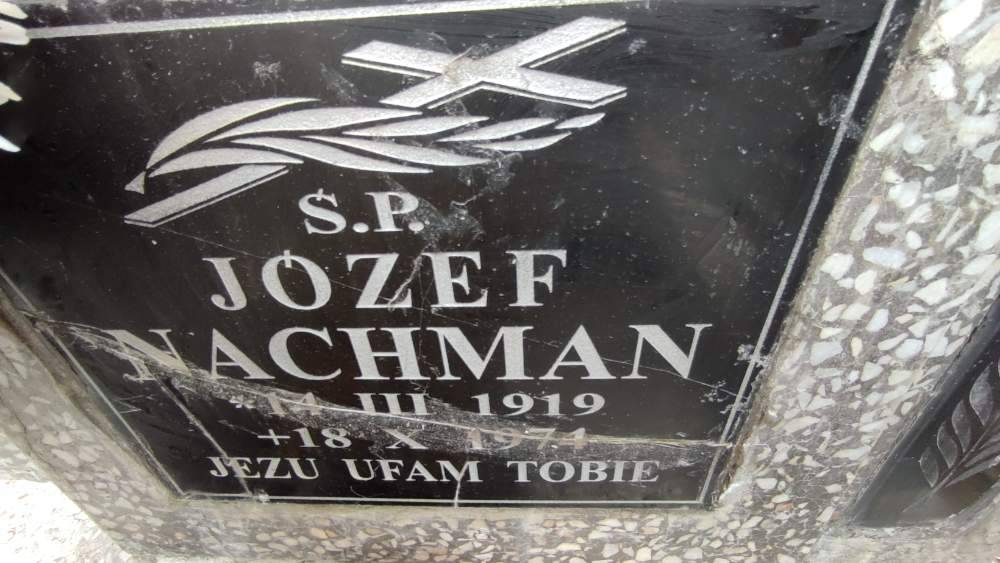 Ś.P.
JÓZEF
NACHMAN
*14 III 1919
+18 X 1974
JEZU UFAM TOBIE